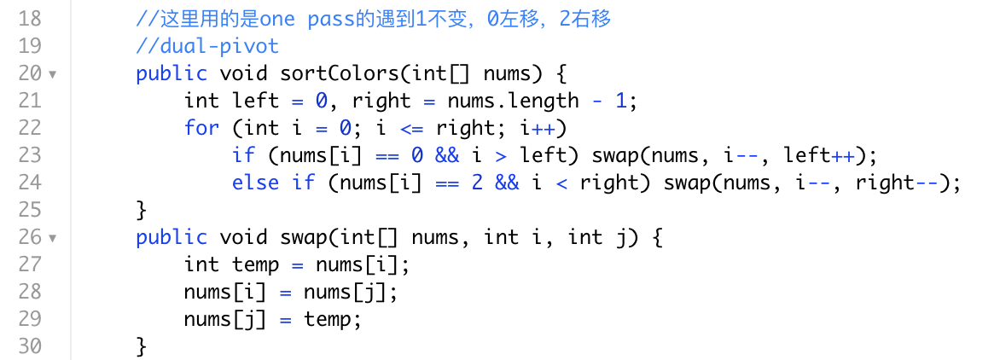 18 //这里用的是one pass的遇到1不变，0左移，2右移
19 //dual-pivot
20 ▾ public void sortColors(int[] nums) {
21 int left = 0, right = nums.length - 1;
22 for (int i = 0; i <= right; i++)
23 if (nums[i] == 0 && i > left) swap(nums, i--, left++);
24 else if (nums[i] == 2 && i < right) swap(nums, i--, right--);
25 }
26 ▾ public void swap(int[] nums, int i, int j) {
27 int temp = nums[i];
28 nums[i] = nums[j];
29 nums[j] = temp;
30 }